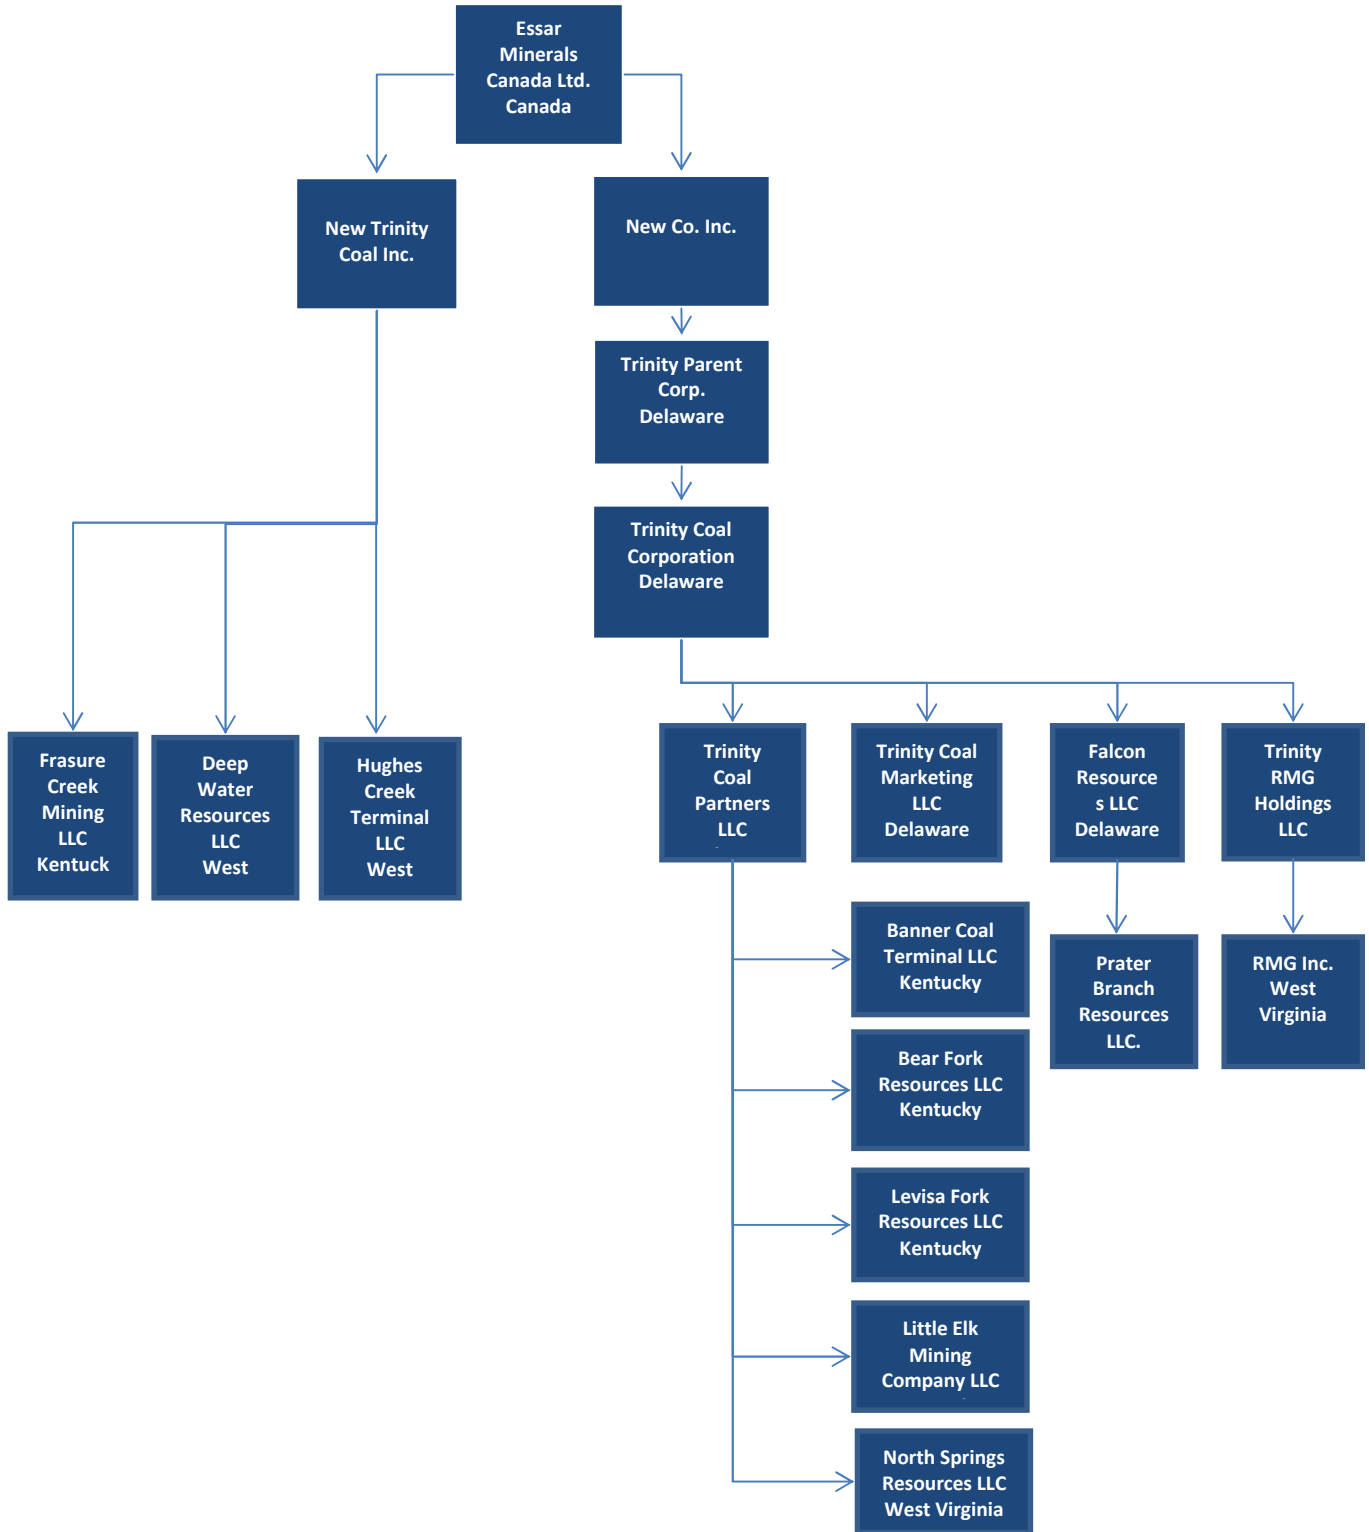 Essar
Minerals
Canada Ltd.
Canada
New Trinity
Coal Inc.
New Co. Inc.
Trinity Parent
Corp.
Delaware
Trinity Coal
Corporation
Delaware
Frasure
Creek
Mining
LLC
Kentuck
Deep
Water
Resources
LLC
West
Hughes
Creek
Terminal
LLC
West
Trinity
Coal
Partners
LLC
Trinity Coal
Marketing
LLC
Delaware
Falcon
Resource
s LLC
Delaware
Trinity
RMG
Holdings
LLC
Banner Coal
Terminal LLC
Kentucky
Prater
Branch
Resources
LLC.
RMG Inc.
West
Virginia
Bear Fork
Resources LLC
Kentucky
Levisa Fork
Resources LLC
Kentucky
Little Elk
Mining
Company LLC
North Springs
Resources LLC
West Virginia